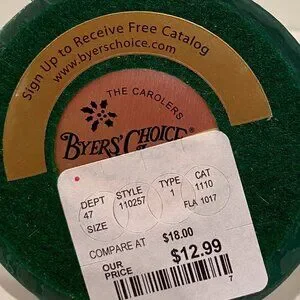 Sign Up to Receive Free Catalog
www.byerschoice.com
THE CAROLERS
BYERS' CHOICE
DEPT STYLE TYPE CAT
47 110257 1 1110
SIZE FLA 1017
COMPARE AT $18.00
OUR PRICE $12.99
7